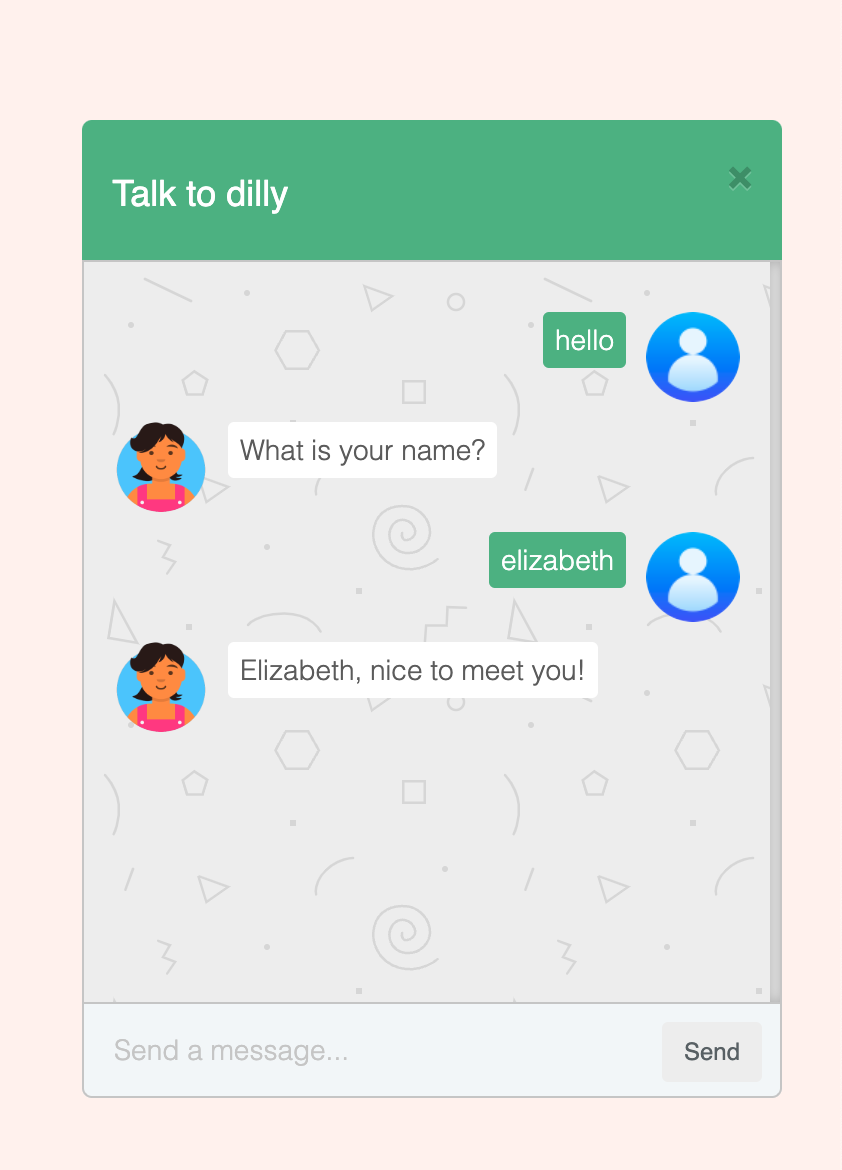 Talk to dilly
hello
What is your name?
elizabeth
Elizabeth, nice to meet you!
Send a message...
Send